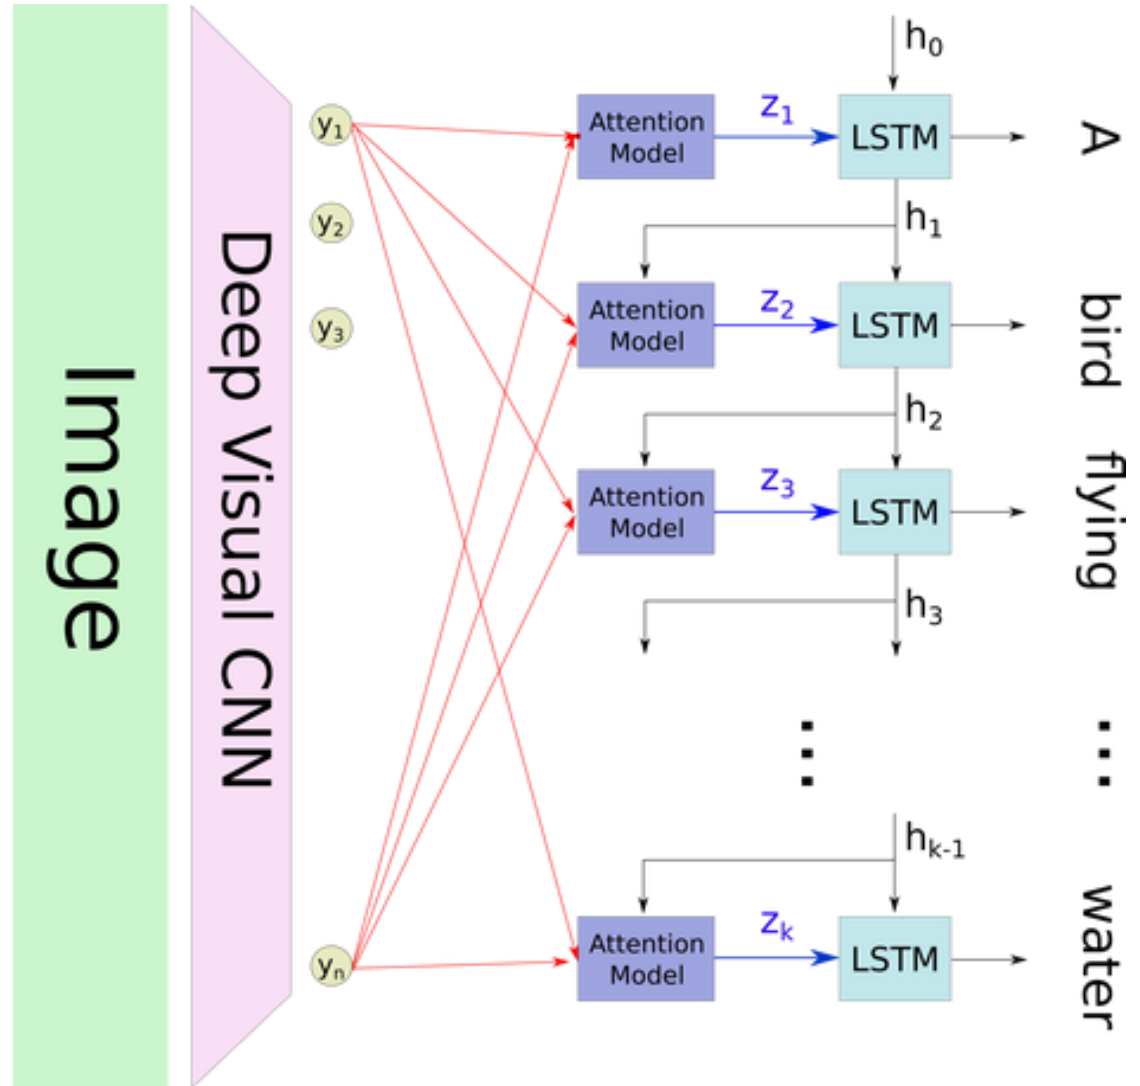 Image
Deep Visual CNN
y1
y2
y3
yn
h0
Attention
Model
z1
LSTM
A
h1
Attention
Model
z2
LSTM
bird
h2
Attention
Model
z3
LSTM
flying
h3
...
...
hk-1
Attention
Model
zk
LSTM
water